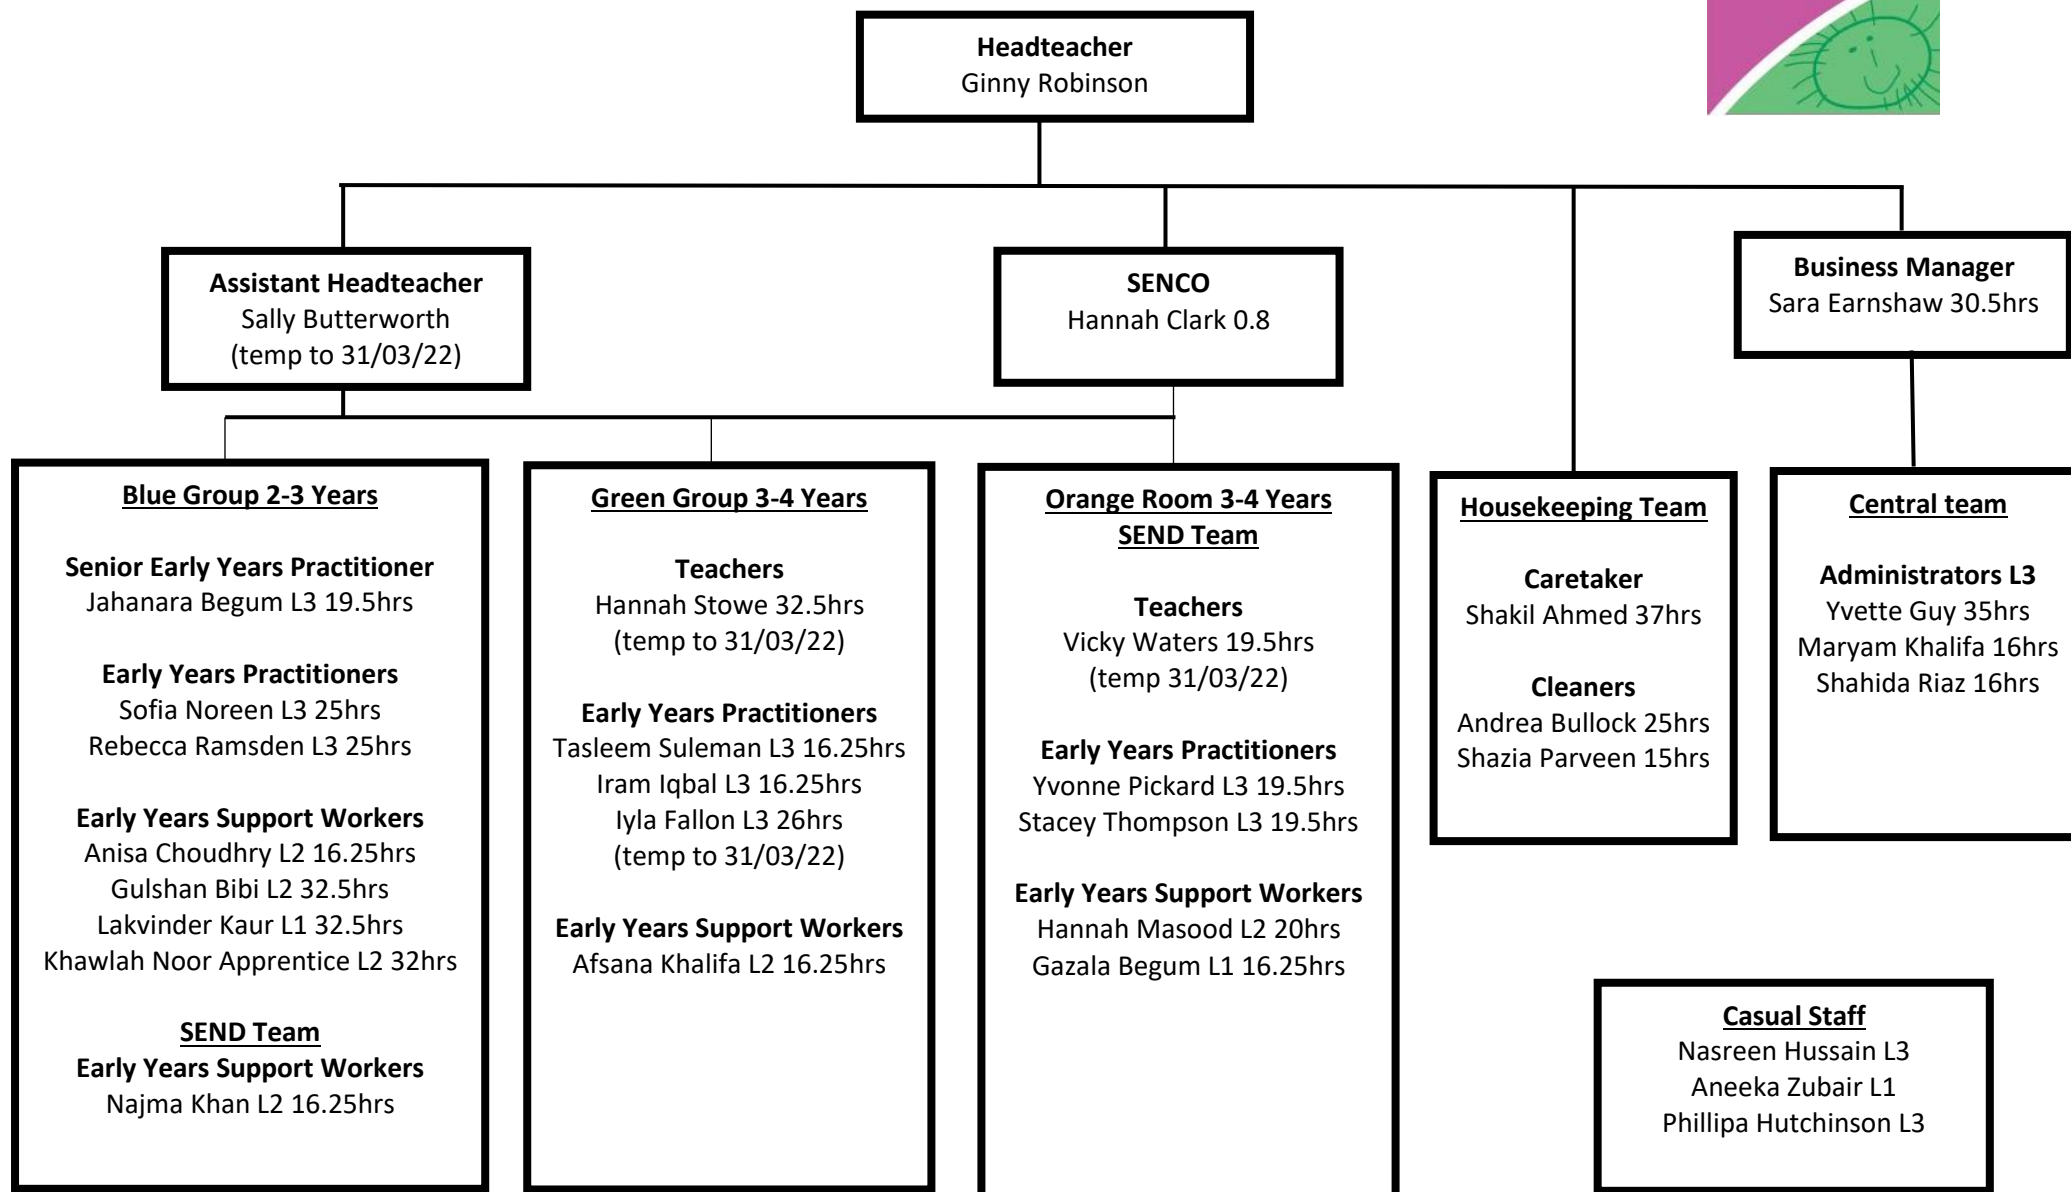 Headteacher
Ginny Robinson
Assistant Headteacher
Sally Butterworth
(temp to 31/03/22)
SENCO
Hannah Clark 0.8
Business Manager
Sara Earnshaw 30.5hrs
Blue Group 2-3 Years
Senior Early Years Practitioner
Jahanara Begum L3 19.5hrs
Early Years Practitioners
Sofia Noreen L3 25hrs
Rebecca Ramsden L3 25hrs
Early Years Support Workers
Anisa Choudhry L2 16.25hrs
Gulshan Bibi L2 32.5hrs
Lakvinder Kaur L1 32.5hrs
Khawlah Noor Apprentice L2 32hrs
SEND Team
Early Years Support Workers
Najma Khan L2 16.25hrs
Green Group 3-4 Years
Teachers
Hannah Stowe 32.5hrs
(temp to 31/03/22)
Early Years Practitioners
Tasleem Suleman L3 16.25hrs
Iram Iqbal L3 16.25hrs
Iyla Fallon L3 26hrs
(temp to 31/03/22)
Early Years Support Workers
Afsana Khalifa L2 16.25hrs
Orange Room 3-4 Years
SEND Team
Teachers
Vicky Waters 19.5hrs
(temp 31/03/22)
Early Years Practitioners
Yvonne Pickard L3 19.5hrs
Stacey Thompson L3 19.5hrs
Early Years Support Workers
Hannah Masood L2 20hrs
Gazala Begum L1 16.25hrs
Housekeeping Team
Caretaker
Shakil Ahmed 37hrs
Cleaners
Andrea Bullock 25hrs
Shazia Parveen 15hrs
Central team
Administrators L3
Yvette Guy 35hrs
Maryam Khalifa 16hrs
Shahida Riaz 16hrs
Casual Staff
Nasreen Hussain L3
Aneeka Zubair L1
Phillipa Hutchinson L3